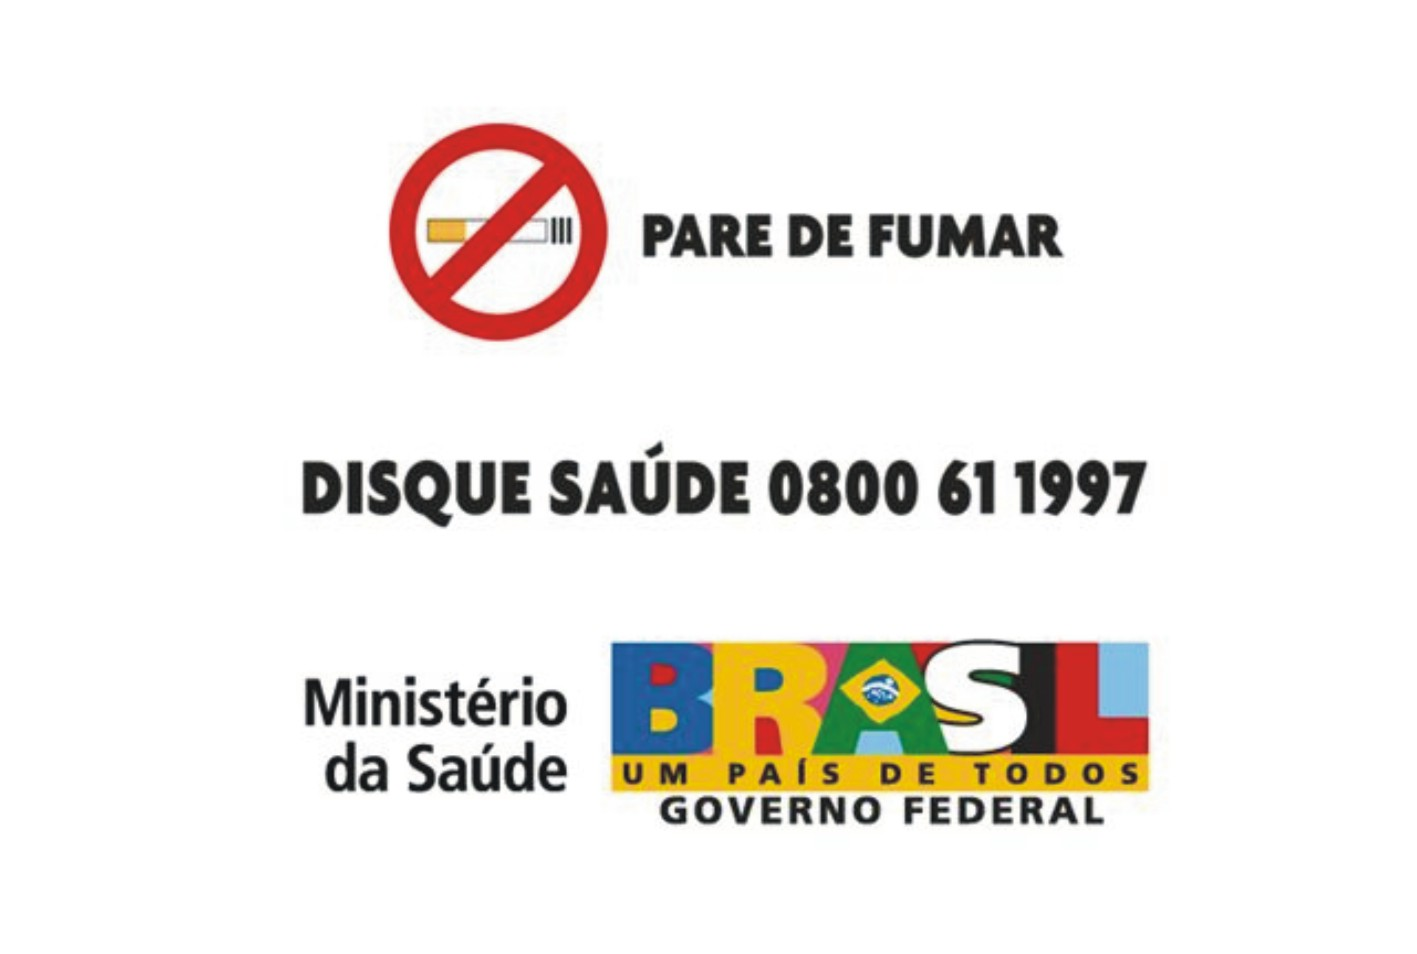 PARE DE FUMAR
DISQUE SAÚDE 0800 61 1997
Ministério
da Saúde
BRASIL
UM PAÍS DE TODOS
GOVERNO FEDERAL